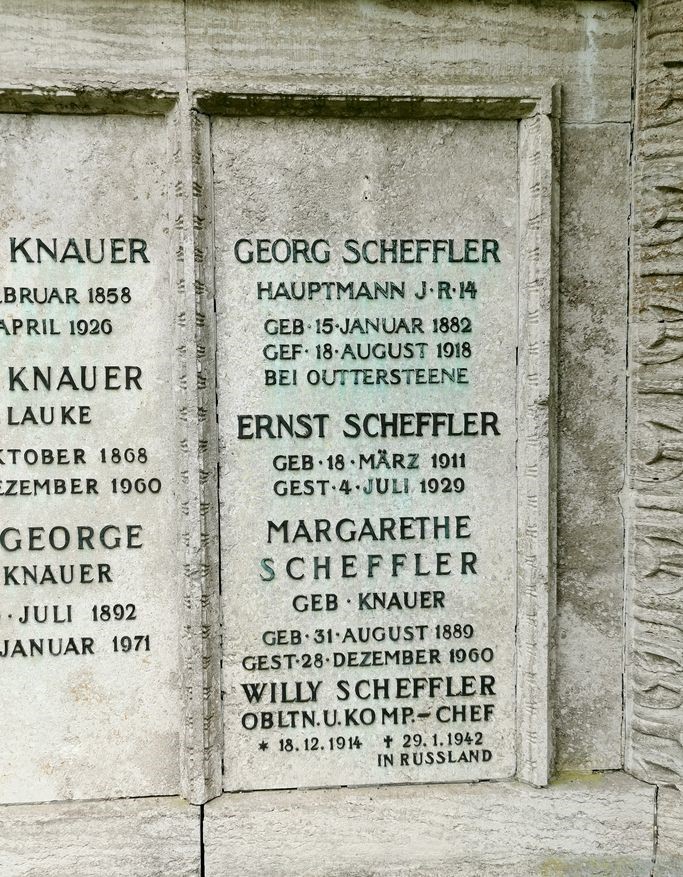 KNAUER
BRUAR 1858
APRIL 1926
KNAUER
LAUKE
KTOBER 1868
EZEMBER 1960
GEORGE
KNAUER
JULI 1892
JANUAR 1971
GEORG SCHEFFLER
HAUPTMANN J·R·14
GEB·15·JANUAR 1882
GEF·18·AUGUST 1918
BEI OUTTERSTEENE
ERNST SCHEFFLER
GEB·18·MÄRZ 1911
GEST·4·JULI 1929
MARGARETHE
SCHEFFLER
GEB·KNAUER
GEB·31·AUGUST 1889
GEST·28·DEZEMBER 1960
WILLY SCHEFFLER
OBLTN.U.KOMP.-CHEF
* 18.12.1914 ✝ 29.1.1942
IN RUSSLAND